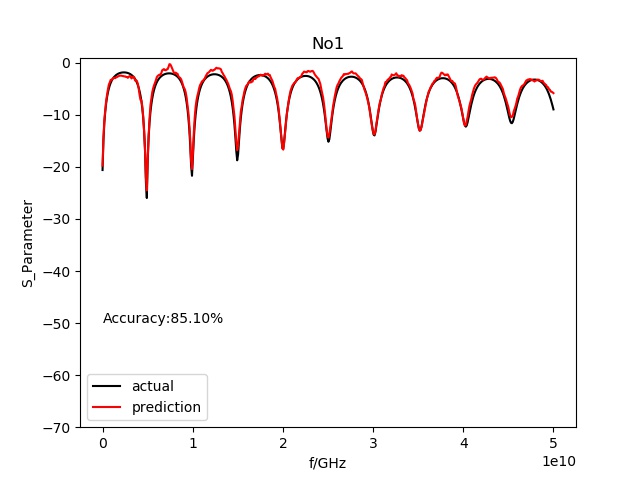 No1
0
−10
−20
−30
−40
−50
−60
−70
S_Parameter
Accuracy:85.10%
actual
prediction
0 1 2 3 4 5
1e10
f/GHz